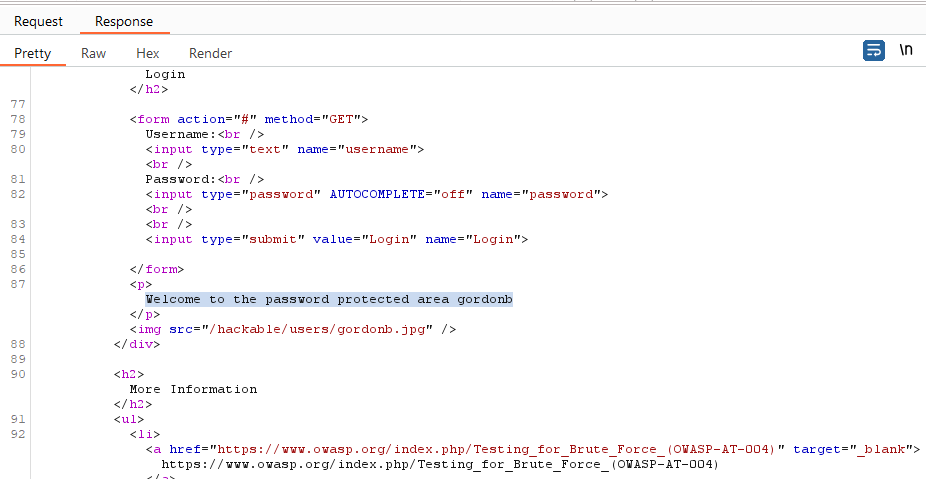 Request Response
Pretty Raw Hex Render \n
Login
</h2>
77
78 <form action="#" method="GET">
79 Username:<br />
80 <input type="text" name="username">
<br />
81 Password:<br />
82 <input type="password" AUTOCOMPLETE="off" name="password">
<br />
83 <br />
84 <input type="submit" value="Login" name="Login">
85
86 </form>
87 <p>
Welcome to the password protected area gordonb
</p>
<img src="/hackable/users/gordonb.jpg" />
88 </div>
89
90 <h2>
More Information
</h2>
91 <ul>
92 <li>
<a href="https://www.owasp.org/index.php/Testing_for_Brute_Force_(OWASP-AT-004)" target="_blank">
https://www.owasp.org/index.php/Testing_for_Brute_Force_(OWASP-AT-004)